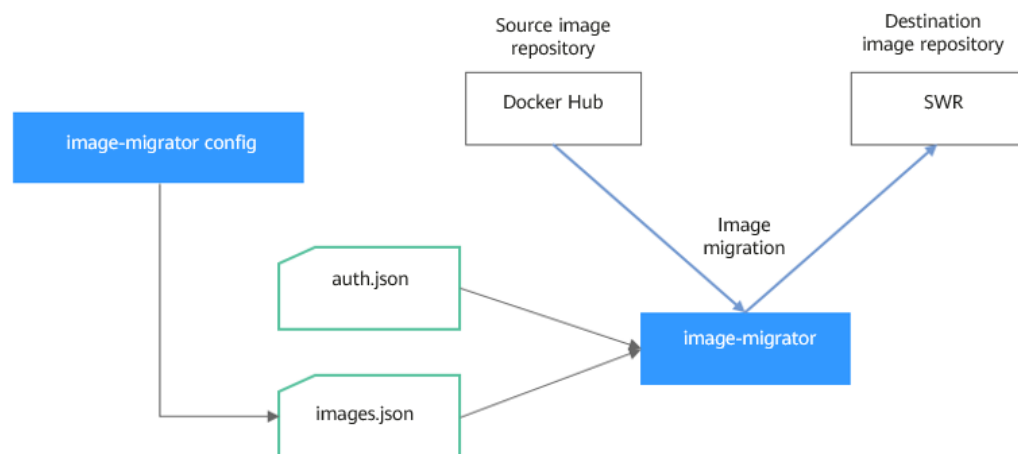 Source image
repository
Destination
image repository
Docker Hub
SWR
image-migrator config
Image
migration
auth.json
image-migrator
images.json